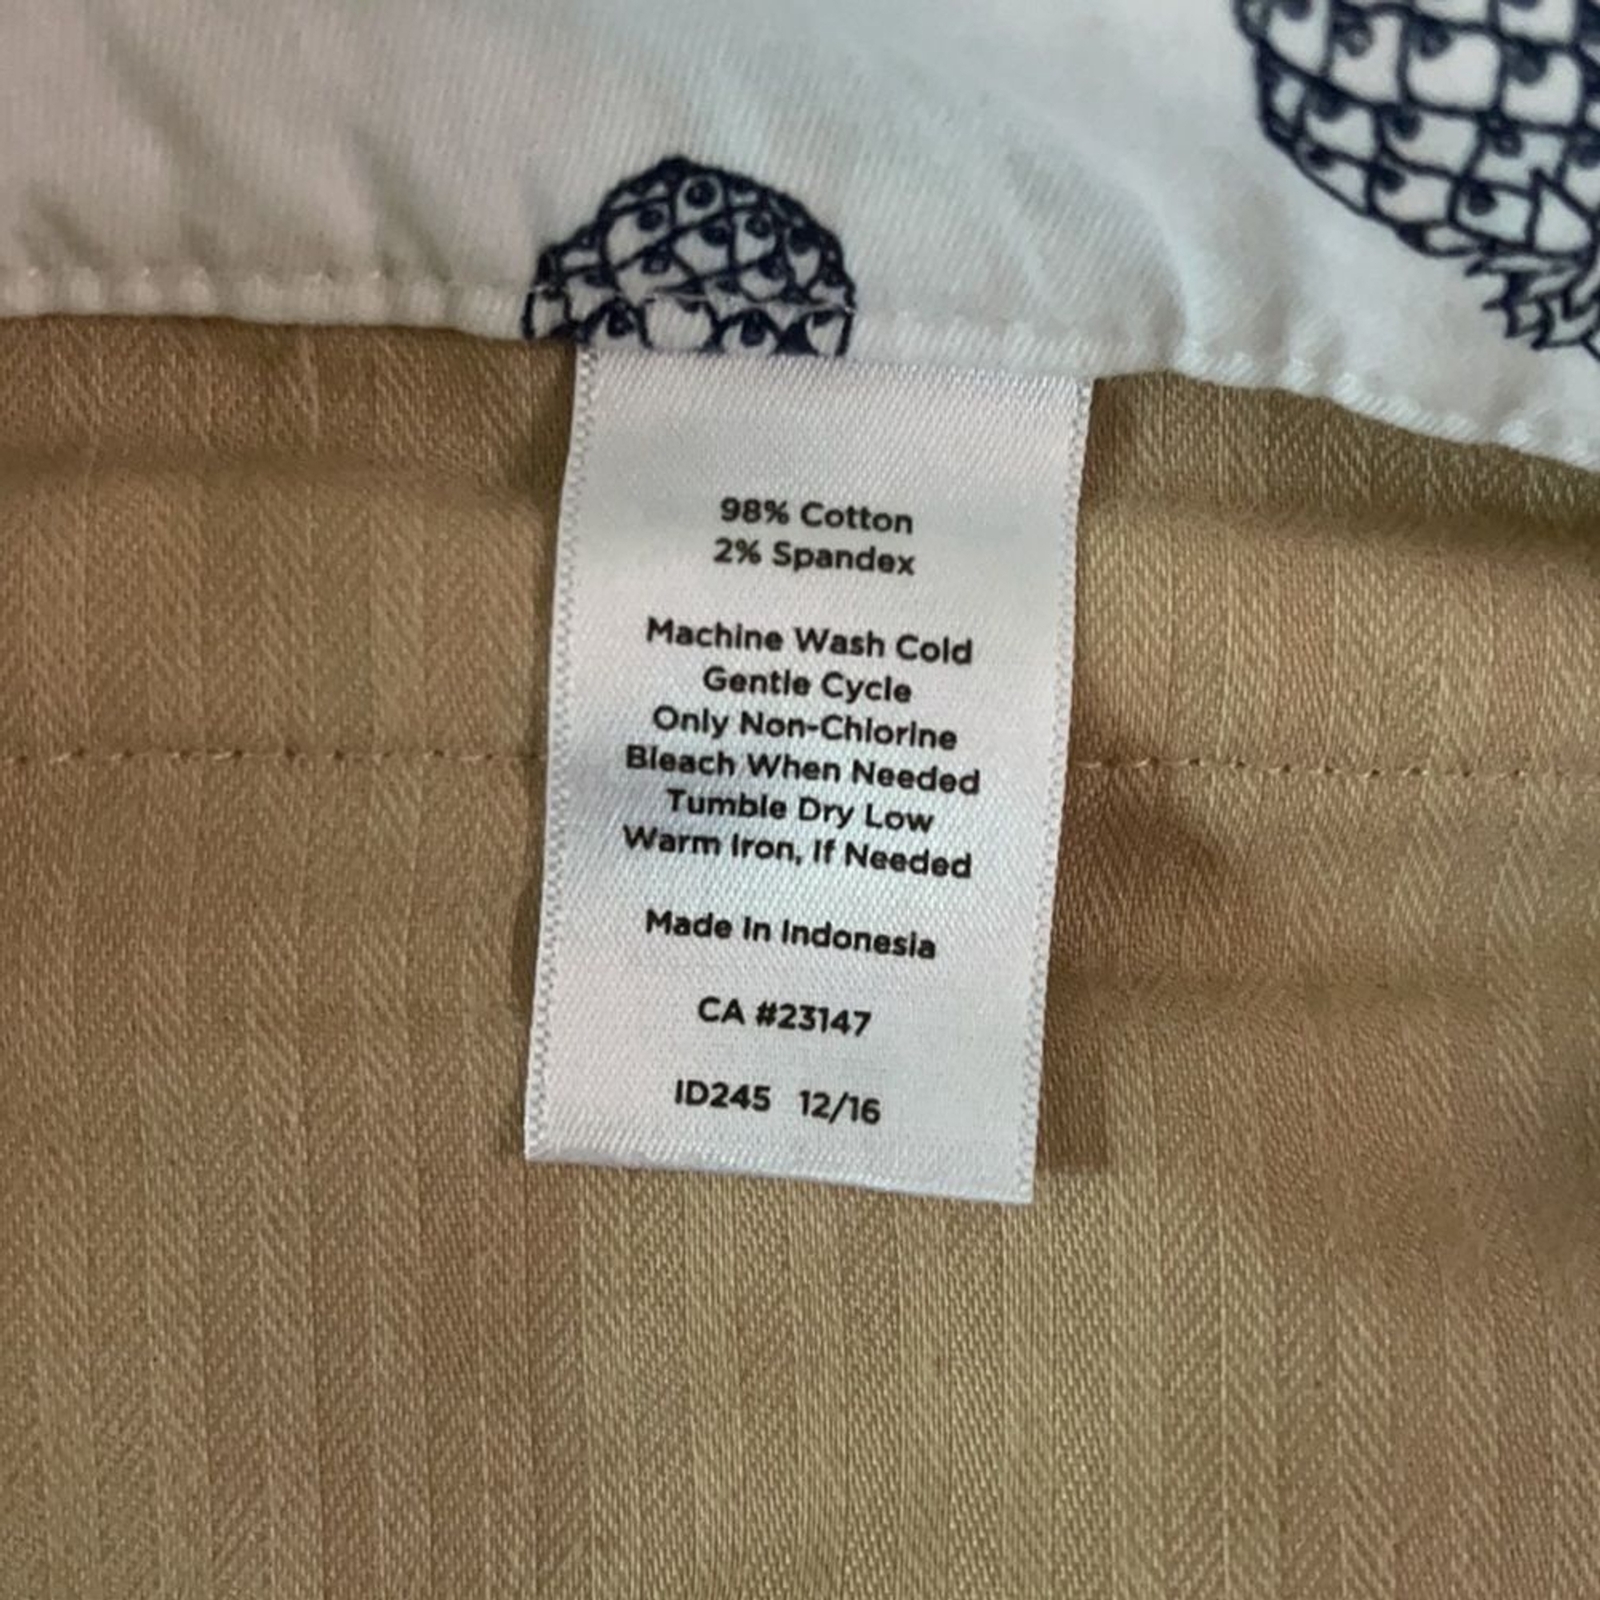 98% Cotton
2% Spandex
Machine Wash Cold
Gentle Cycle
Only Non-Chlorine
Bleach When Needed
Tumble Dry Low
Warm Iron, If Needed
Made In Indonesia
CA #23147
ID245 12/16